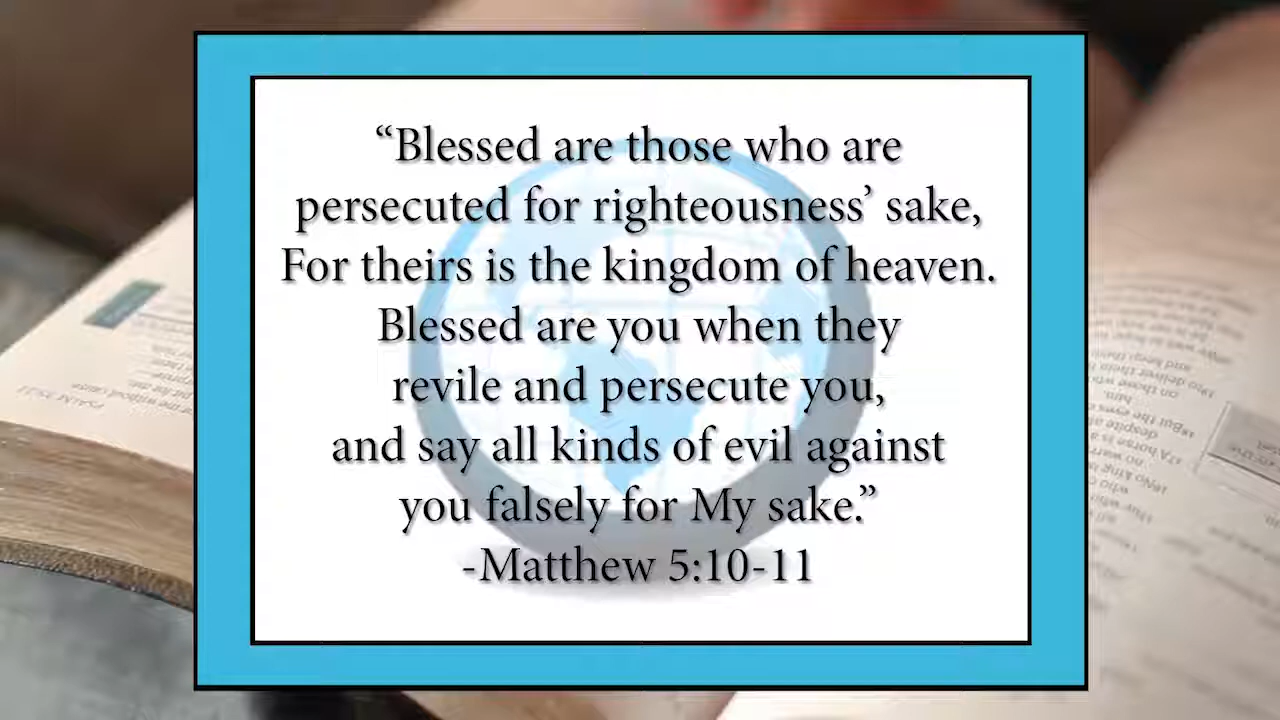 “Blessed are those who are
persecuted for righteousness’ sake,
For theirs is the kingdom of heaven.
Blessed are you when they
revile and persecute you,
and say all kinds of evil against
you falsely for My sake.”
-Matthew 5:10-11